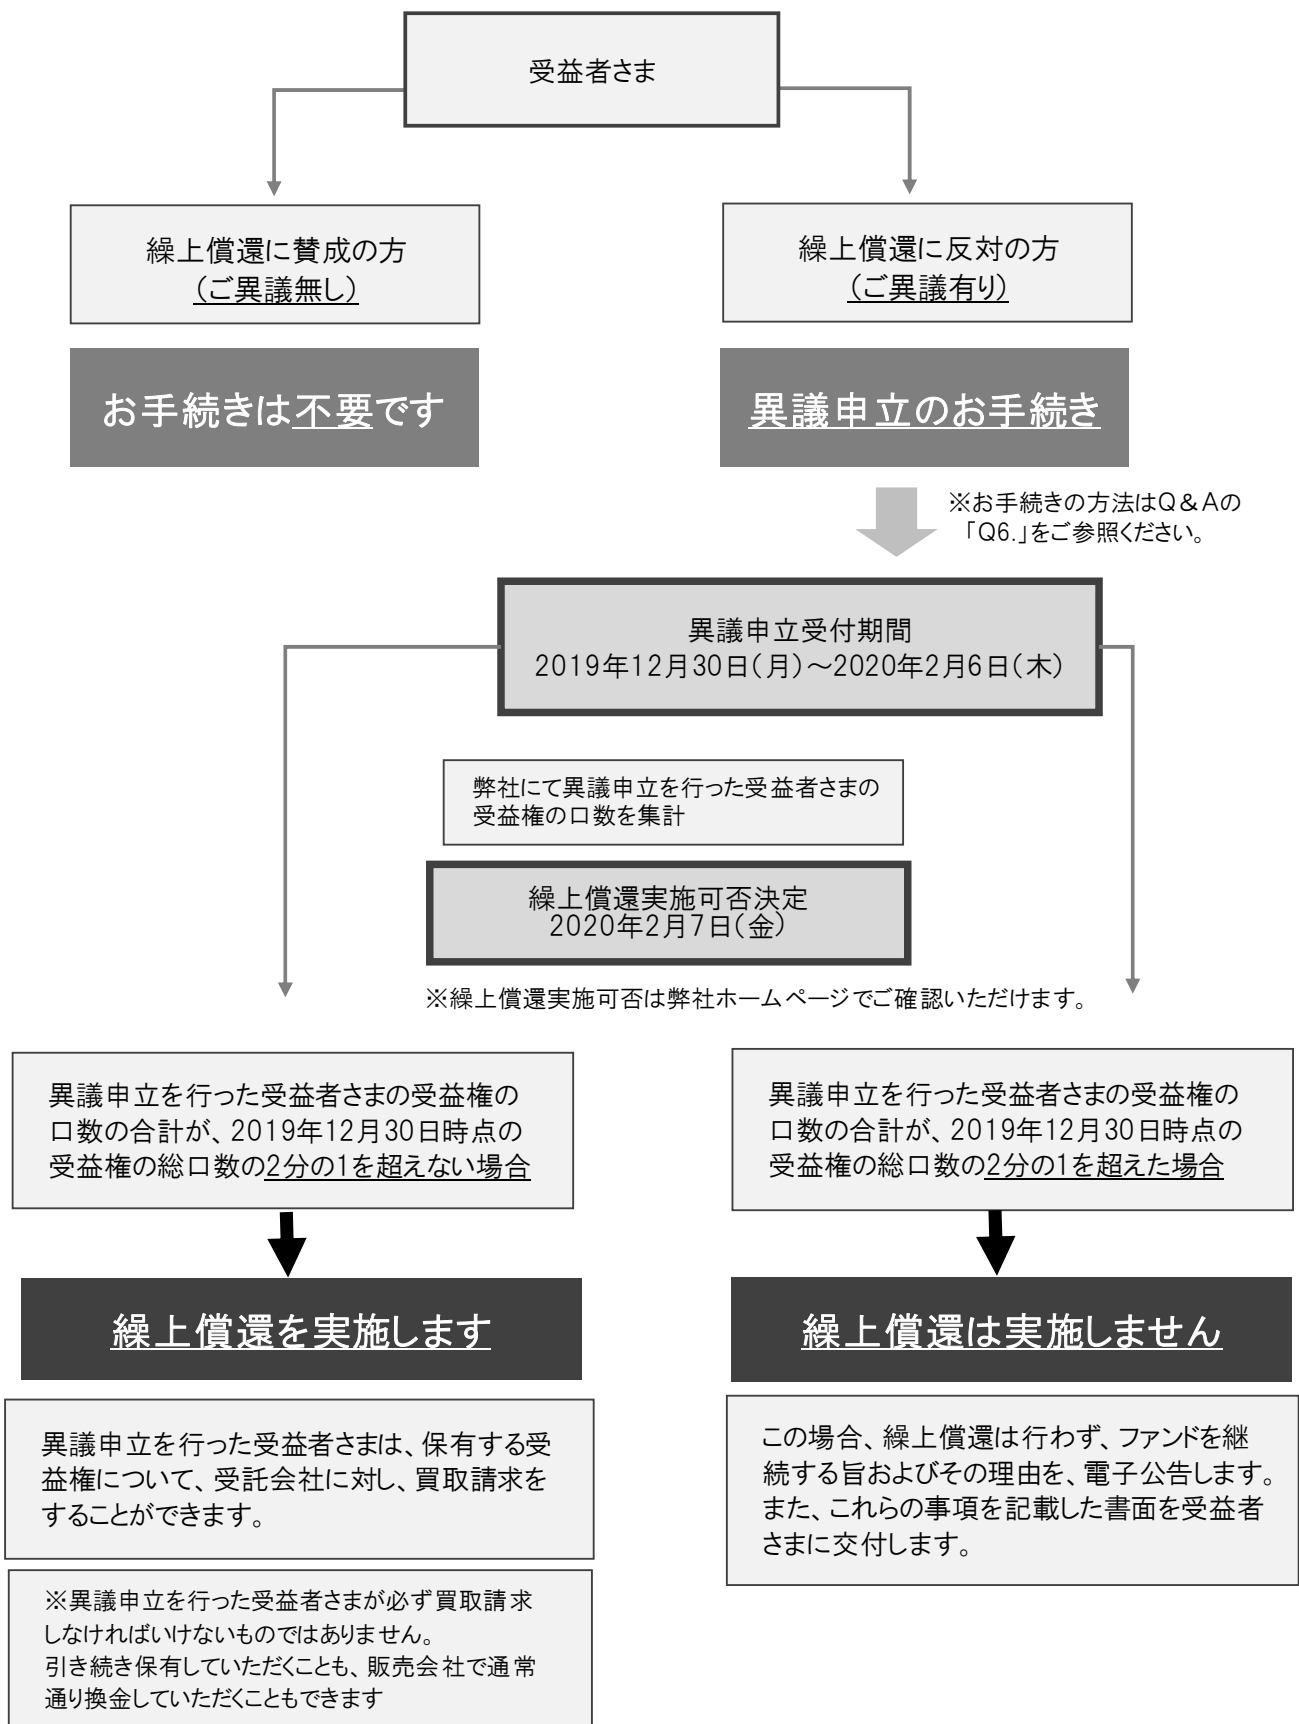 受益者さま
繰上償還に賛成の方
(ご異議無し)
繰上償還に反対の方
(ご異議有り)
お手続きは不要です
異議申立のお手続き
※お手続きの方法はQ&Aの
「Q6.」をご参照ください。
異議申立受付期間
2019年12月30日(月)～2020年2月6日(木)
弊社にて異議申立を行った受益者さまの
受益権の口数を集計
繰上償還実施可否決定
2020年2月7日(金)
※繰上償還実施可否は弊社ホームページでご確認いただけます。
異議申立を行った受益者さまの受益権の
口数の合計が、2019年12月30日時点の
受益権の総口数の2分の1を超えない場合
異議申立を行った受益者さまの受益権の
口数の合計が、2019年12月30日時点の
受益権の総口数の2分の1を超えた場合
繰上償還を実施します
繰上償還は実施しません
異議申立を行った受益者さまは、保有する受
益権について、受託会社に対し、買取請求を
することができます。
この場合、繰上償還は行わず、ファンドを継
続する旨およびその理由を、電子公告します。
また、これらの事項を記載した書面を受益者
さまに交付します。
※異議申立を行った受益者さまが必ず買取請求
しなければいけないものではありません。
引き続き保有していただくことも、販売会社で通常
通り換金していただくこともできます